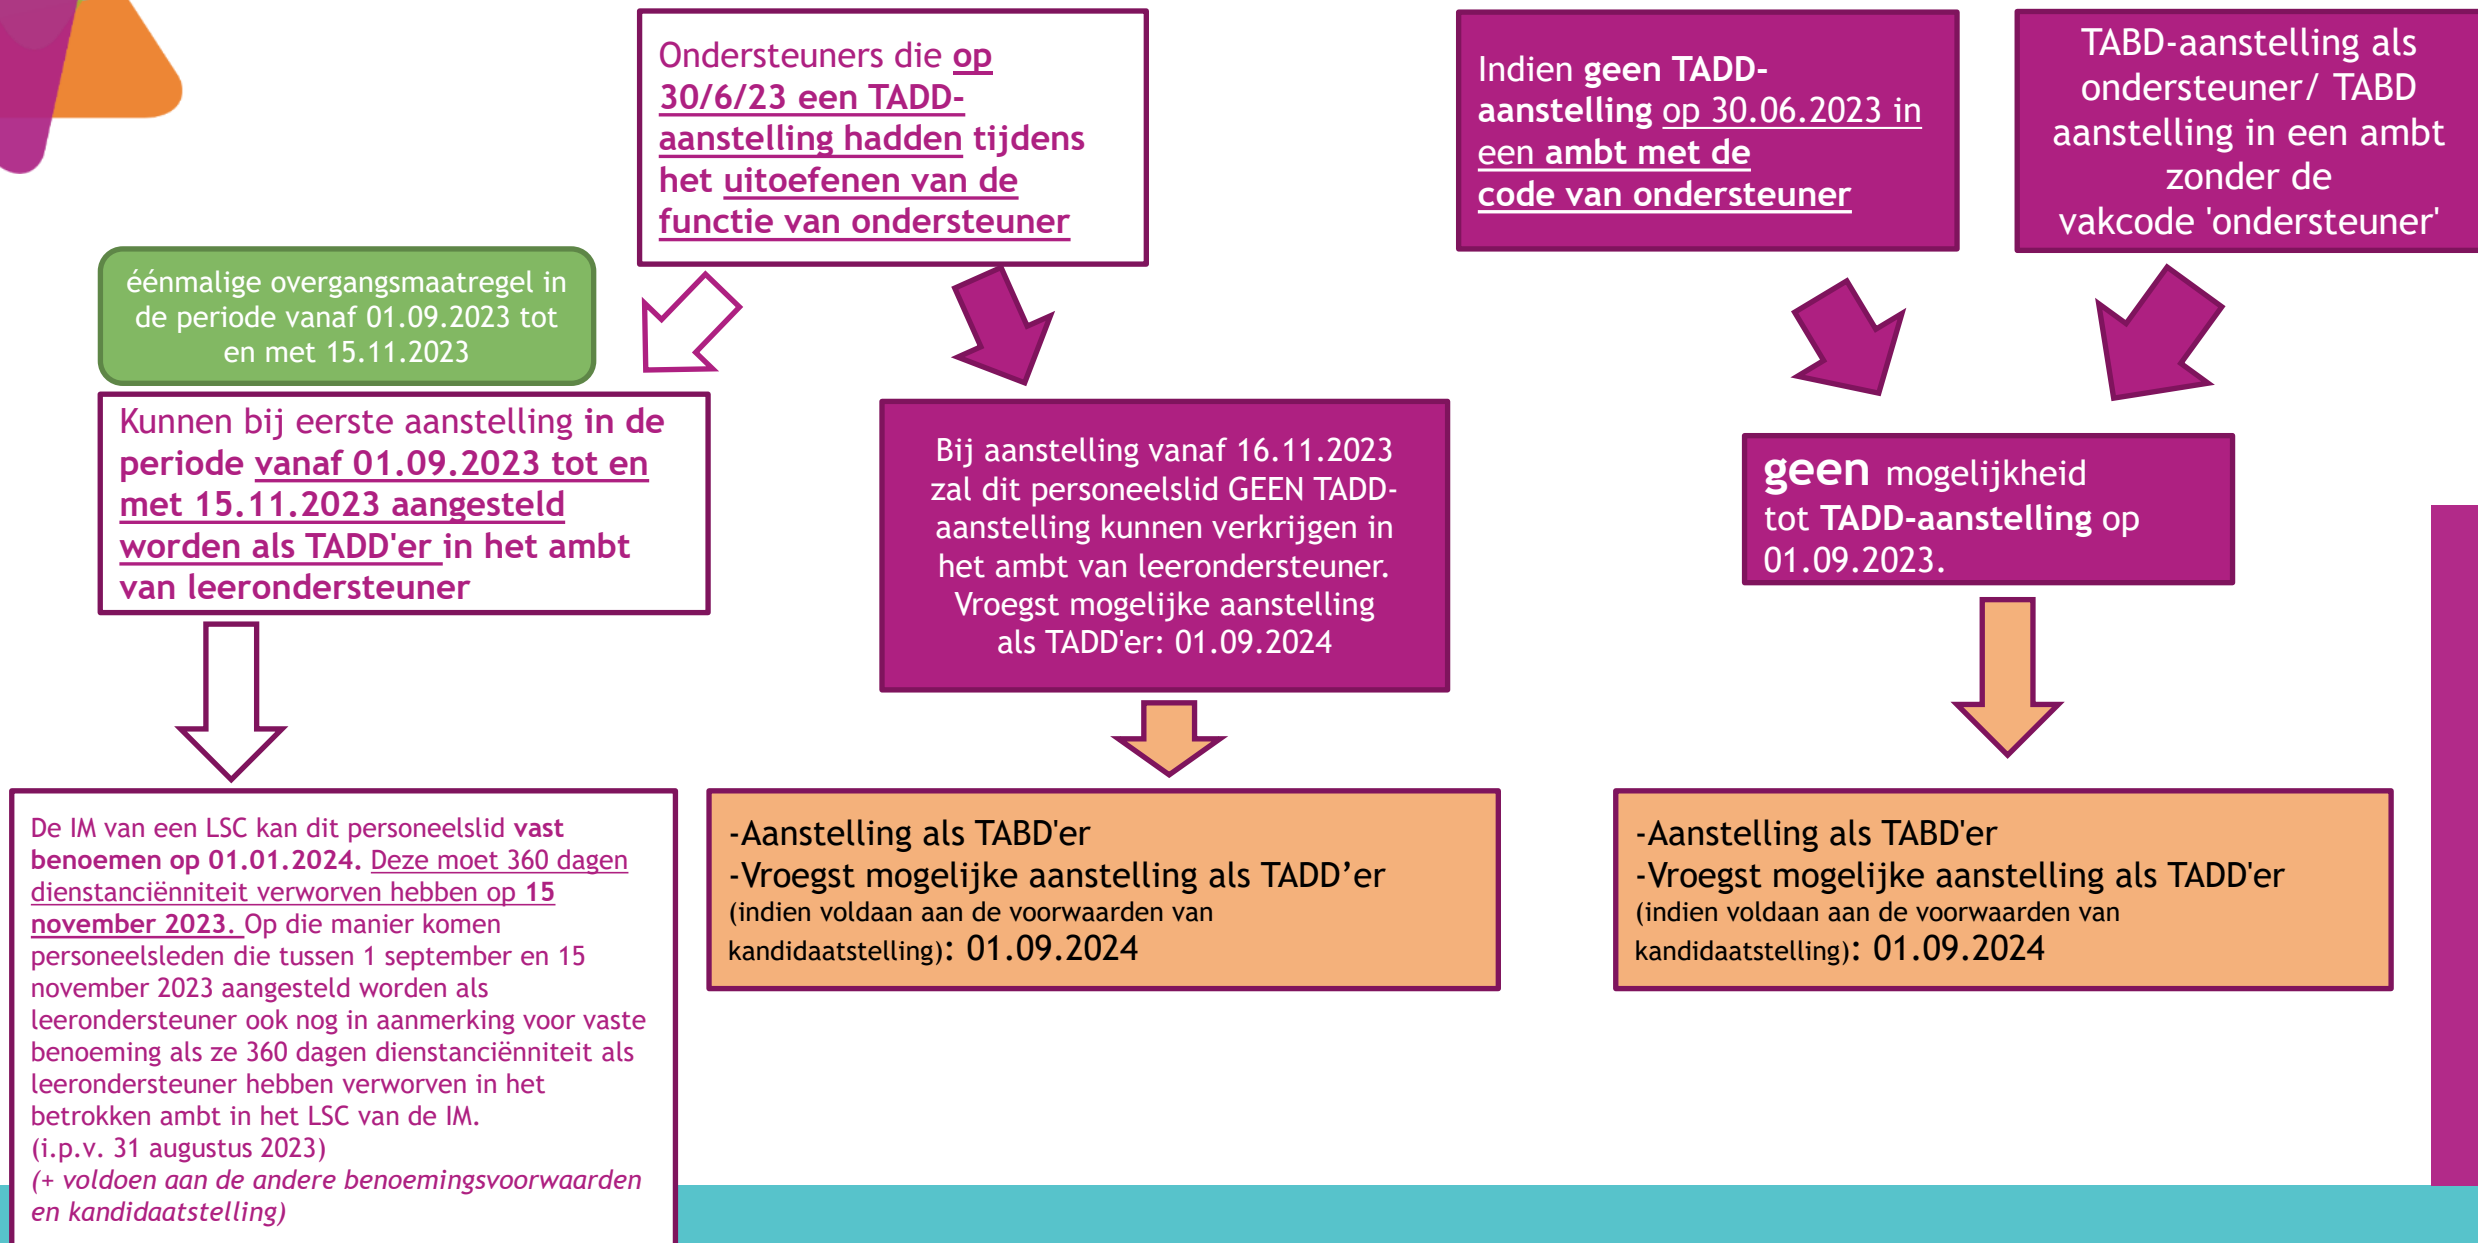 Ondersteuners die op
30/6/23 een TADD-
aanstelling hadden tijdens
het uitoefenen van de
functie van ondersteuner
Indien geen TADD-
aanstelling op 30.06.2023 in
een ambt met de
code van ondersteuner
TABD-aanstelling als
ondersteuner/ TABD
aanstelling in een ambt
zonder de
vakcode 'ondersteuner'
éénmalige overgangsmaatregel in
de periode vanaf 01.09.2023 tot
en met 15.11.2023
Kunnen bij eerste aanstelling in de
periode vanaf 01.09.2023 tot en
met 15.11.2023 aangesteld
worden als TADD'er in het ambt
van leerondersteuner
Bij aanstelling vanaf 16.11.2023
zal dit personeelslid GEEN TADD-
aanstelling kunnen verkrijgen in
het ambt van leerondersteuner.
Vroegst mogelijke aanstelling
als TADD'er: 01.09.2024
geen mogelijkheid
tot TADD-aanstelling op
01.09.2023.
De IM van een LSC kan dit personeelslid vast
benoemen op 01.01.2024. Deze moet 360 dagen
dienstanciënniteit verworven hebben op 15
november 2023. Op die manier komen
personeelsleden die tussen 1 september en 15
november 2023 aangesteld worden als
leerondersteuner ook nog in aanmerking voor vaste
benoeming als ze 360 dagen dienstanciënniteit als
leerondersteuner hebben verworven in het
betrokken ambt in het LSC van de IM.
(i.p.v. 31 augustus 2023)
(+ voldoen aan de andere benoemingsvoorwaarden
en kandidaatstelling)
-Aanstelling als TABD'er
-Vroegst mogelijke aanstelling als TADD’er
(indien voldaan aan de voorwaarden van
kandidaatstelling): 01.09.2024
-Aanstelling als TABD'er
-Vroegst mogelijke aanstelling als TADD'er
(indien voldaan aan de voorwaarden van
kandidaatstelling): 01.09.2024